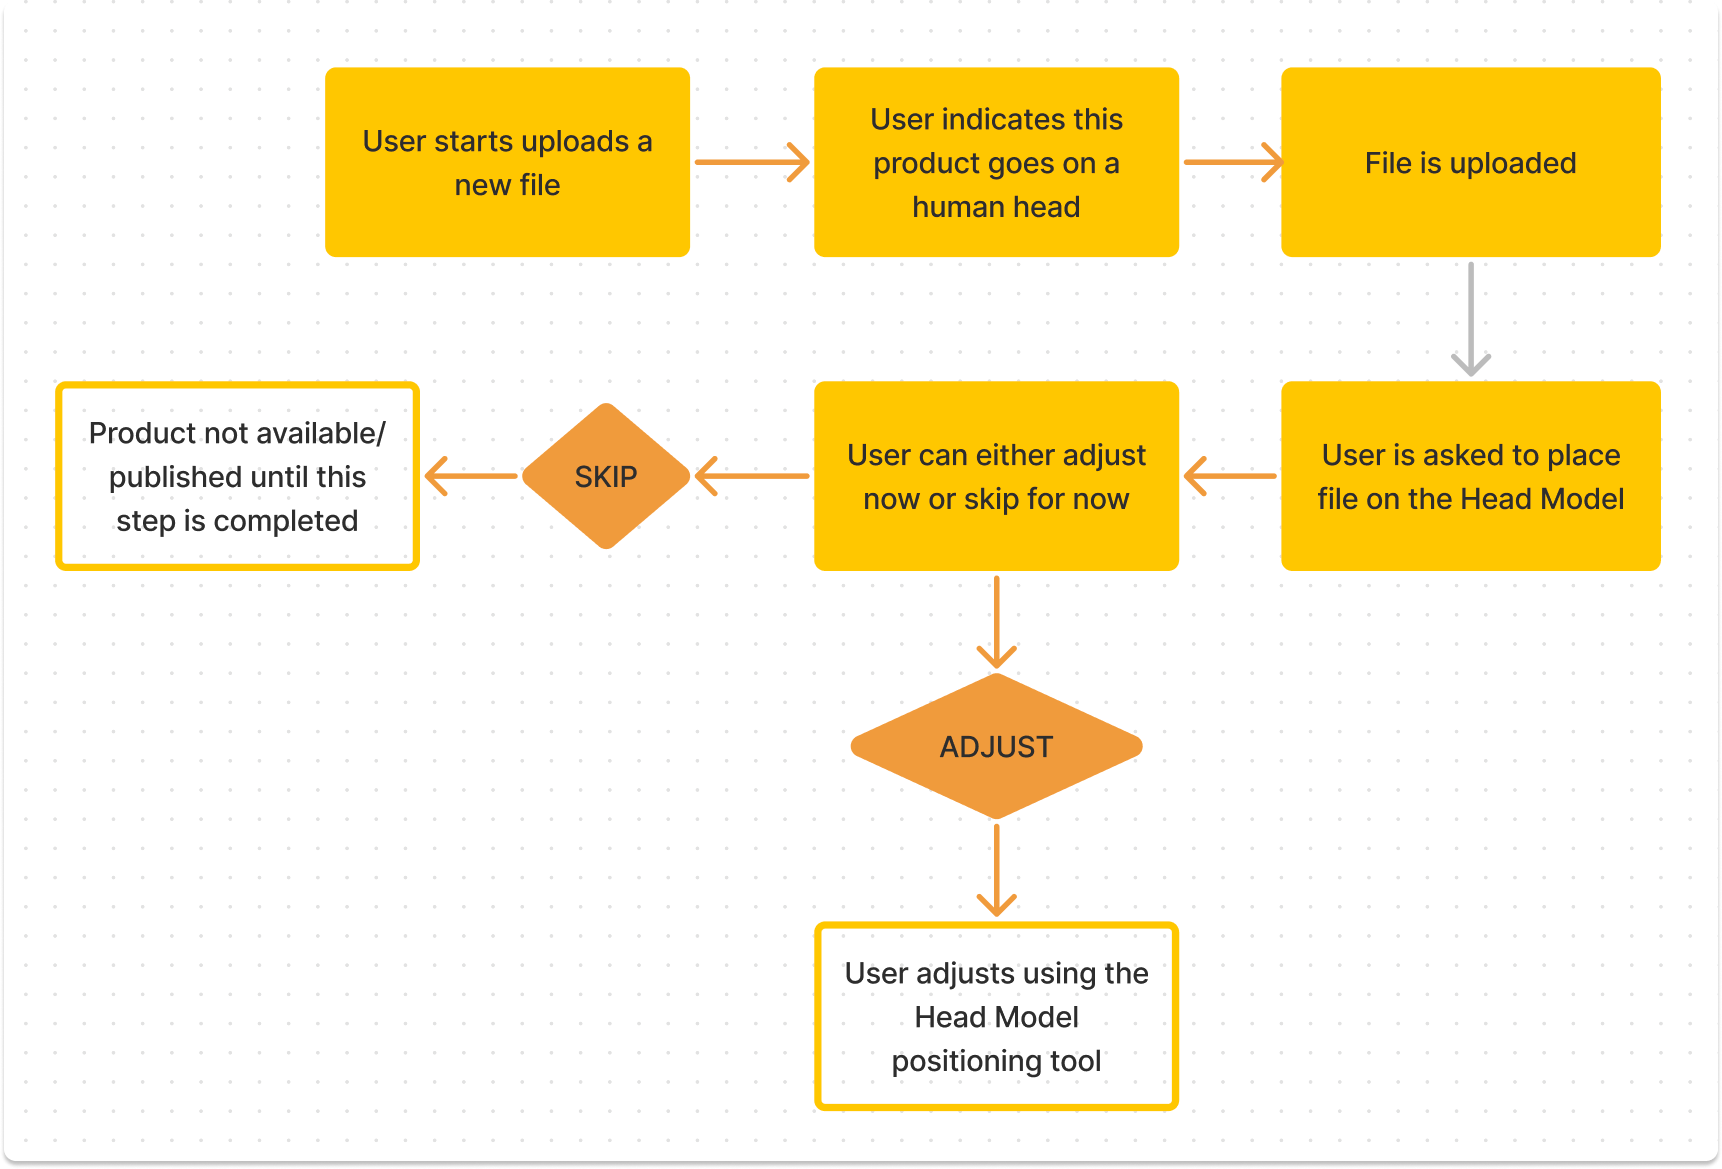 User starts uploads a
new file
User indicates this
product goes on a
human head
File is uploaded
User is asked to place
file on the Head Model
User can either adjust
now or skip for now
SKIP
Product not available/
published until this
step is completed
ADJUST
User adjusts using the
Head Model
positioning tool